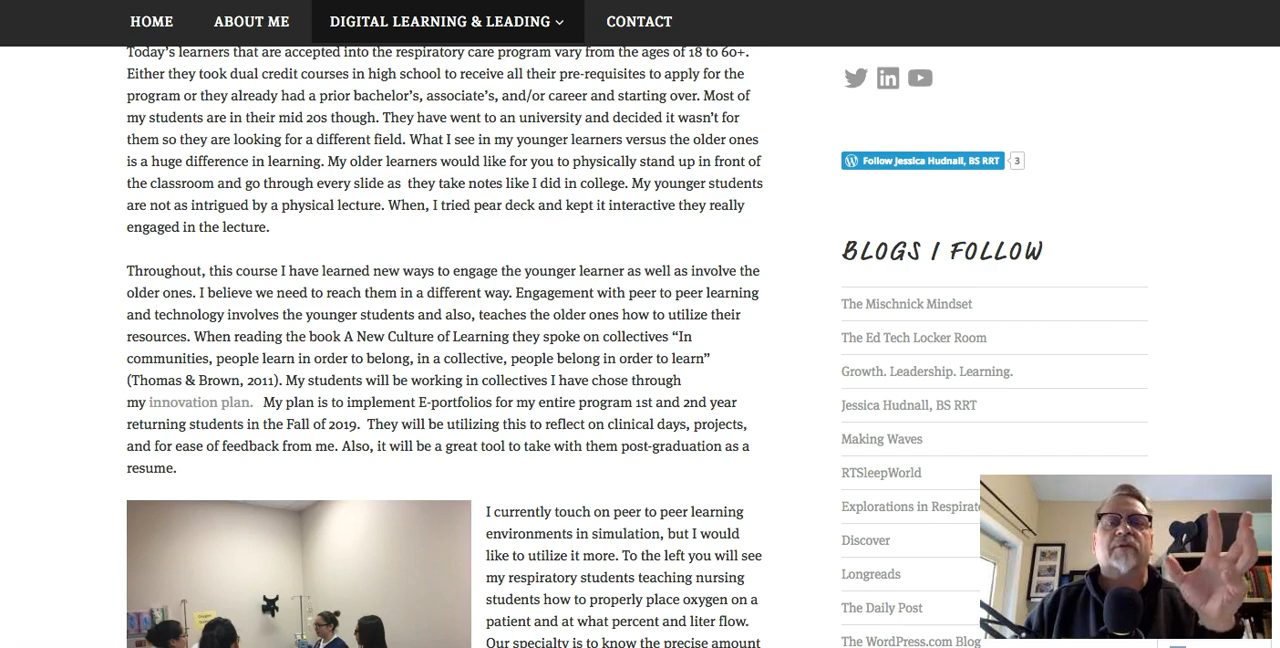 HOME ABOUT ME DIGITAL LEARNING & LEADING CONTACT
Today's learners that are accepted into the respiratory care program vary from the ages of 18 to 60+.
Either they took dual credit courses in high school to receive all their pre-requisites to apply for the
program or they already had a prior bachelor's, associate's, and/or career and starting over. Most of
my students are in their mid 20s though. They have went to an university and decided it wasn't for
them so they are looking for a different field. What I see in my younger learners versus the older ones
is a huge difference in learning. My older learners would like for you to physically stand up in front of
the classroom and go through every slide as they take notes like I did in college. My younger students
are not as intrigued by a physical lecture. When, I tried pear deck and kept it interactive they really
engaged in the lecture.
Throughout, this course I have learned new ways to engage the younger learner as well as involve the
older ones. I believe we need to reach them in a different way. Engagement with peer to peer learning
and technology involves the younger students and also, teaches the older ones how to utilize their
resources. When reading the book A New Culture of Learning they spoke on collectives "In
communities, people learn in order to belong, in a collective, people belong in order to learn"
(Thomas & Brown, 2011). My students will be working in collectives I have chose through
my innovation plan. My plan is to implement E-portfolios for my entire program 1st and 2nd year
returning students in the Fall of 2019. They will be utilizing this to reflect on clinical days, projects,
and for ease of feedback from me. Also, it will be a great tool to take with them post-graduation as a
resume.
I currently touch on peer to peer learning
environments in simulation, but I would
like to utilize it more. To the left you will see
my respiratory students teaching nursing
students how to properly place oxygen on a
patient and at what percent and liter flow.
Our specialty is to know the precise amount
Follow Jessica Hudnall, BS RRT 3
BLOGS I FOLLOW
The Mischnick Mindset
The Ed Tech Locker Room
Growth. Leadership. Learning.
Jessica Hudnall, BS RRT
Making Waves
RTSleepWorld
Explorations in Respirat
Discover
Longreads
The Daily Post
The WordPress.com Blog